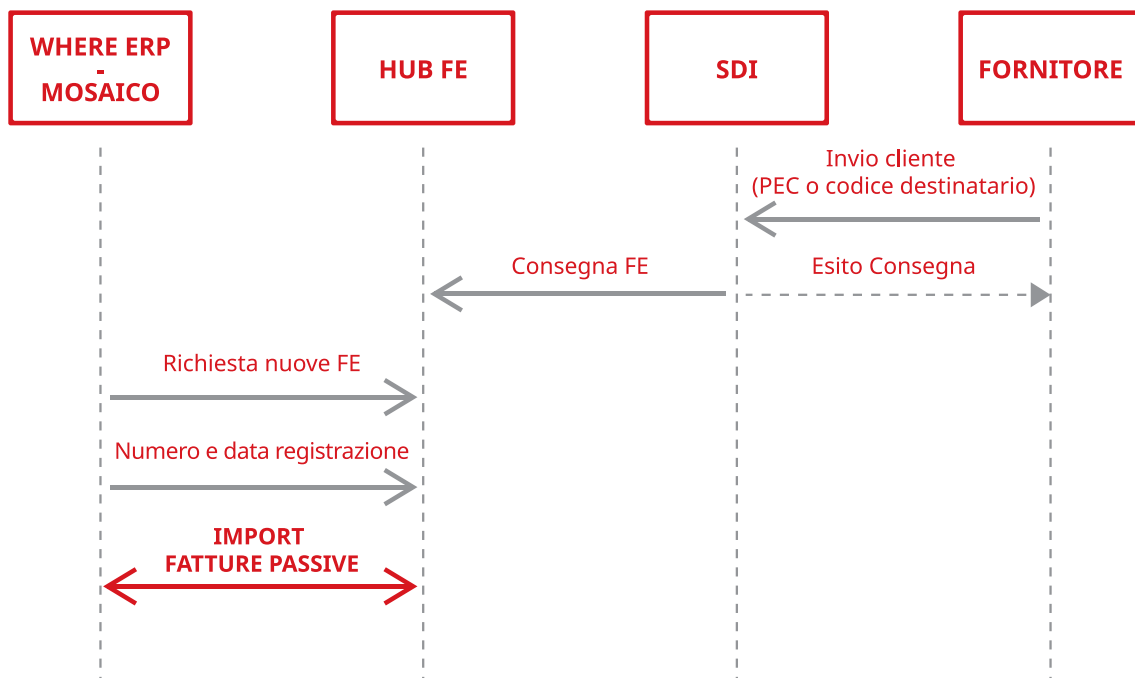 WHERE ERP
-
MOSAICO
HUB FE
SDI
FORNITORE
Invio cliente
(PEC o codice destinatario)
Consegna FE
Esito Consegna
Richiesta nuove FE
Numero e data registrazione
IMPORT
FATTURE PASSIVE